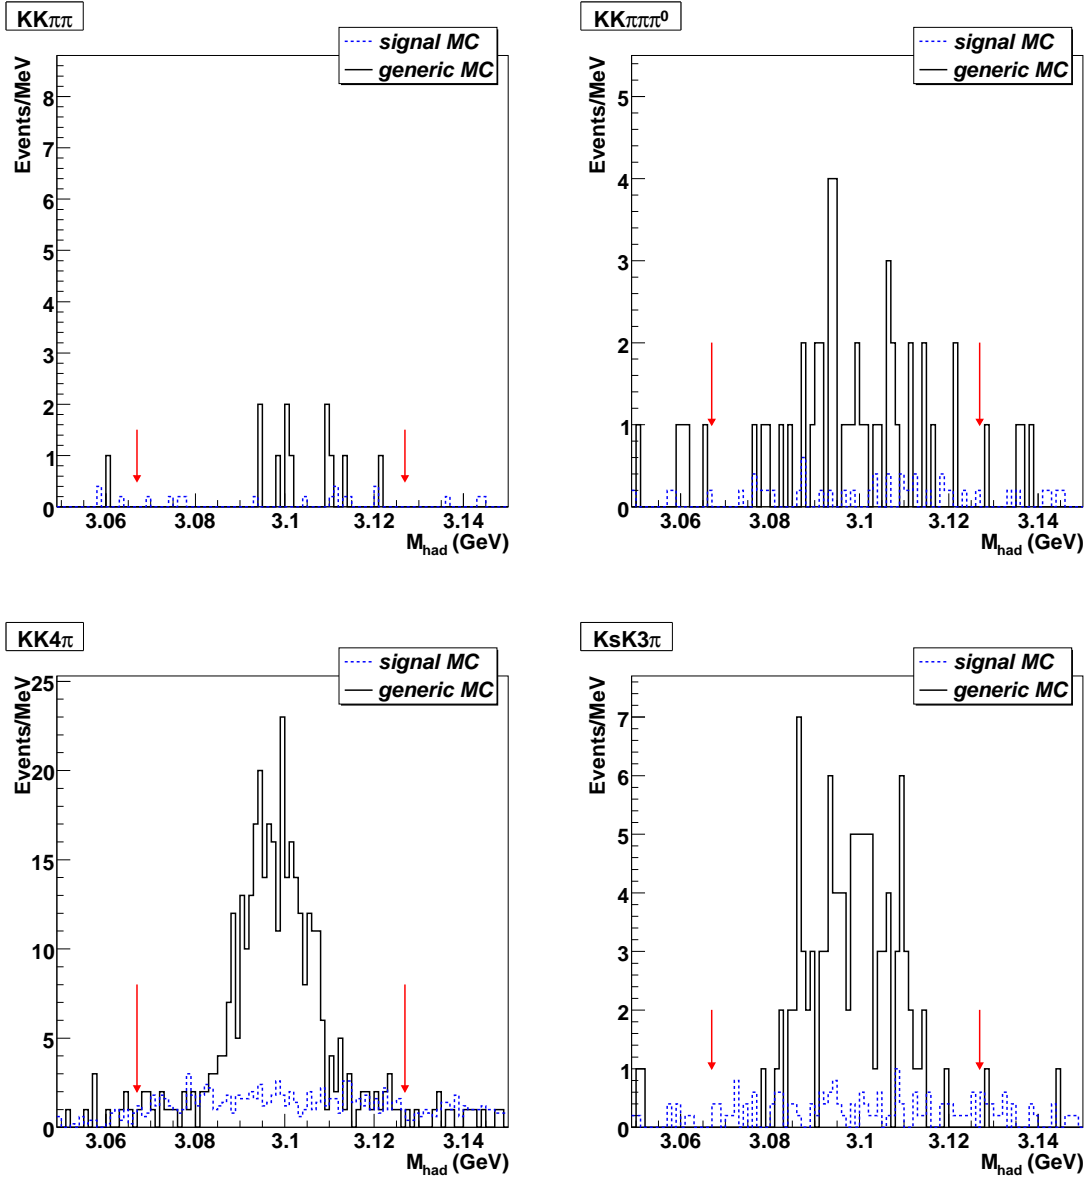 KKππ
signal MC
generic MC
Events/MeV
8
7
6
5
4
3
2
1
0
3.06 3.08 3.1 3.12 3.14
M_had (GeV)
KKπππ⁰
signal MC
generic MC
Events/MeV
5
4
3
2
1
0
3.06 3.08 3.1 3.12 3.14
M_had (GeV)
KK4π
signal MC
generic MC
Events/MeV
25
20
15
10
5
0
3.06 3.08 3.1 3.12 3.14
M_had (GeV)
KsK3π
signal MC
generic MC
Events/MeV
7
6
5
4
3
2
1
0
3.06 3.08 3.1 3.12 3.14
M_had (GeV)